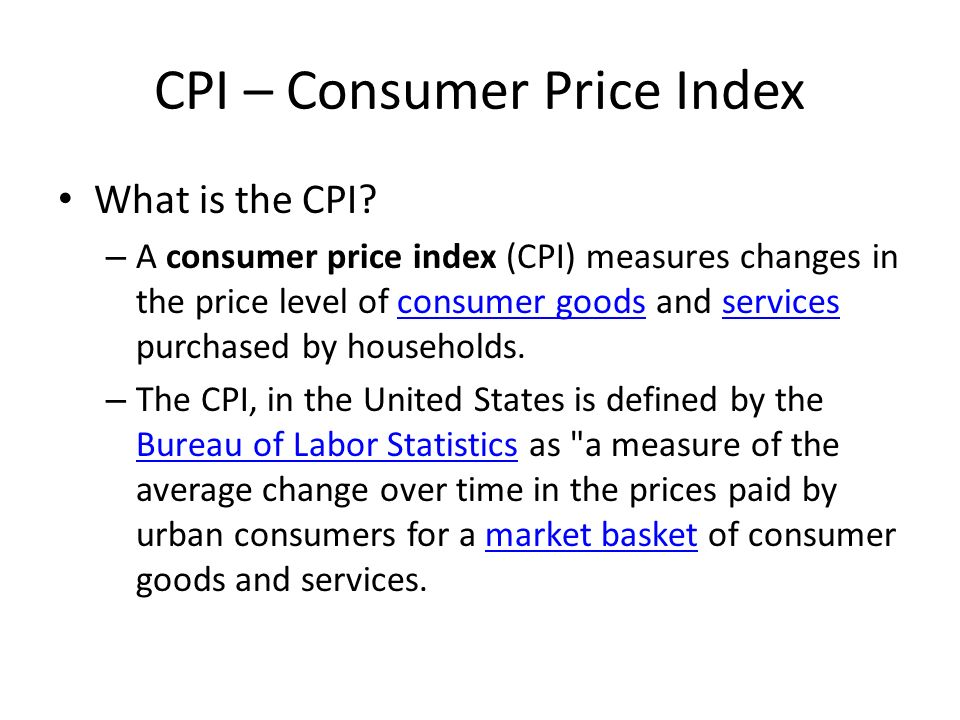 CPI – Consumer Price Index
• What is the CPI?
– A consumer price index (CPI) measures changes in
the price level of consumer goods and services
purchased by households.
– The CPI, in the United States is defined by the
Bureau of Labor Statistics as "a measure of the
average change over time in the prices paid by
urban consumers for a market basket of consumer
goods and services.